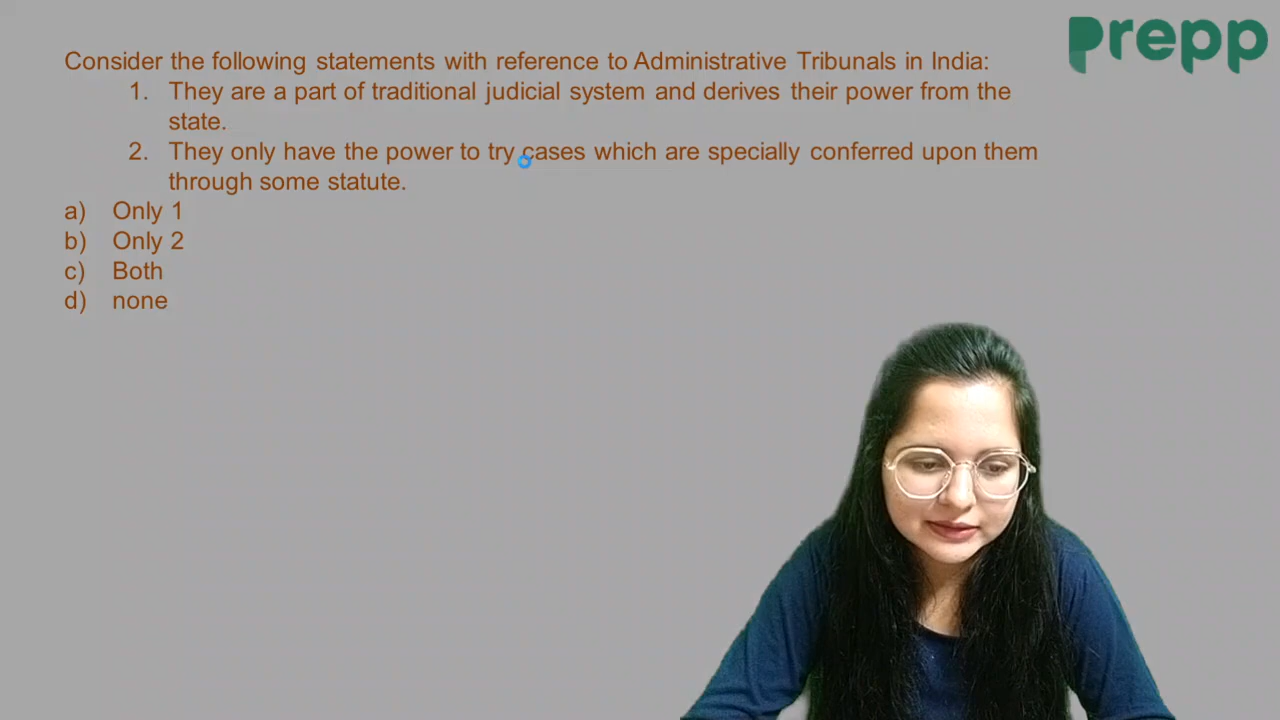 prepp
Consider the following statements with reference to Administrative Tribunals in India:
1. They are a part of traditional judicial system and derives their power from the
state.
2. They only have the power to try cases which are specially conferred upon them
through some statute.
a) Only 1
b) Only 2
c) Both
d) none